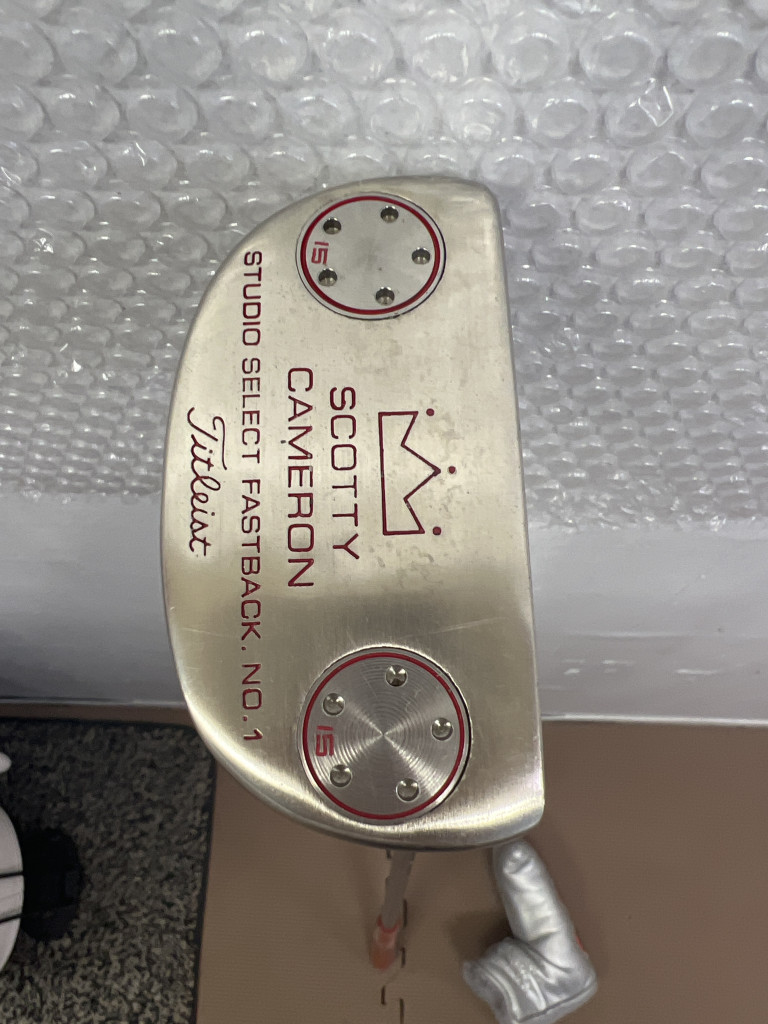 15
SCOTTY
CAMERON
STUDIO SELECT FASTBACK. NO.1
Titleist
15